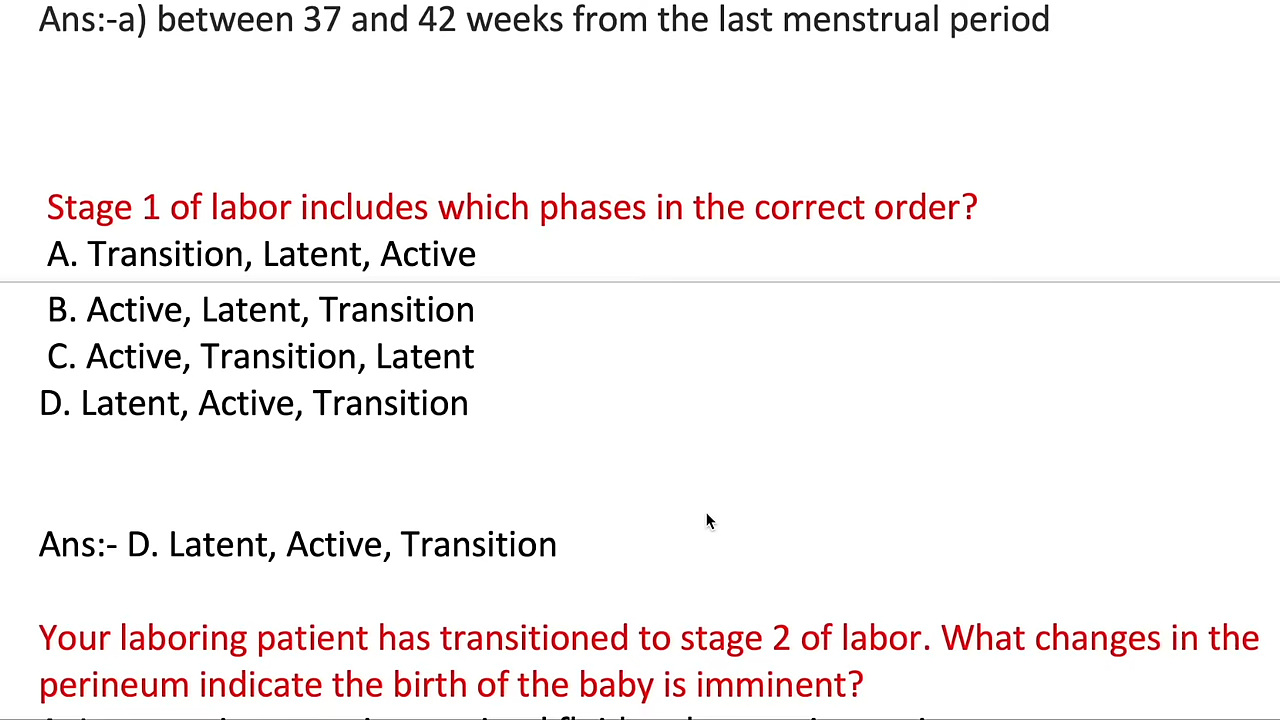 Ans:-a) between 37 and 42 weeks from the last menstrual period
Stage 1 of labor includes which phases in the correct order?
A. Transition, Latent, Active
B. Active, Latent, Transition
C. Active, Transition, Latent
D. Latent, Active, Transition
Ans:- D. Latent, Active, Transition
Your laboring patient has transitioned to stage 2 of labor. What changes in the
perineum indicate the birth of the baby is imminent?